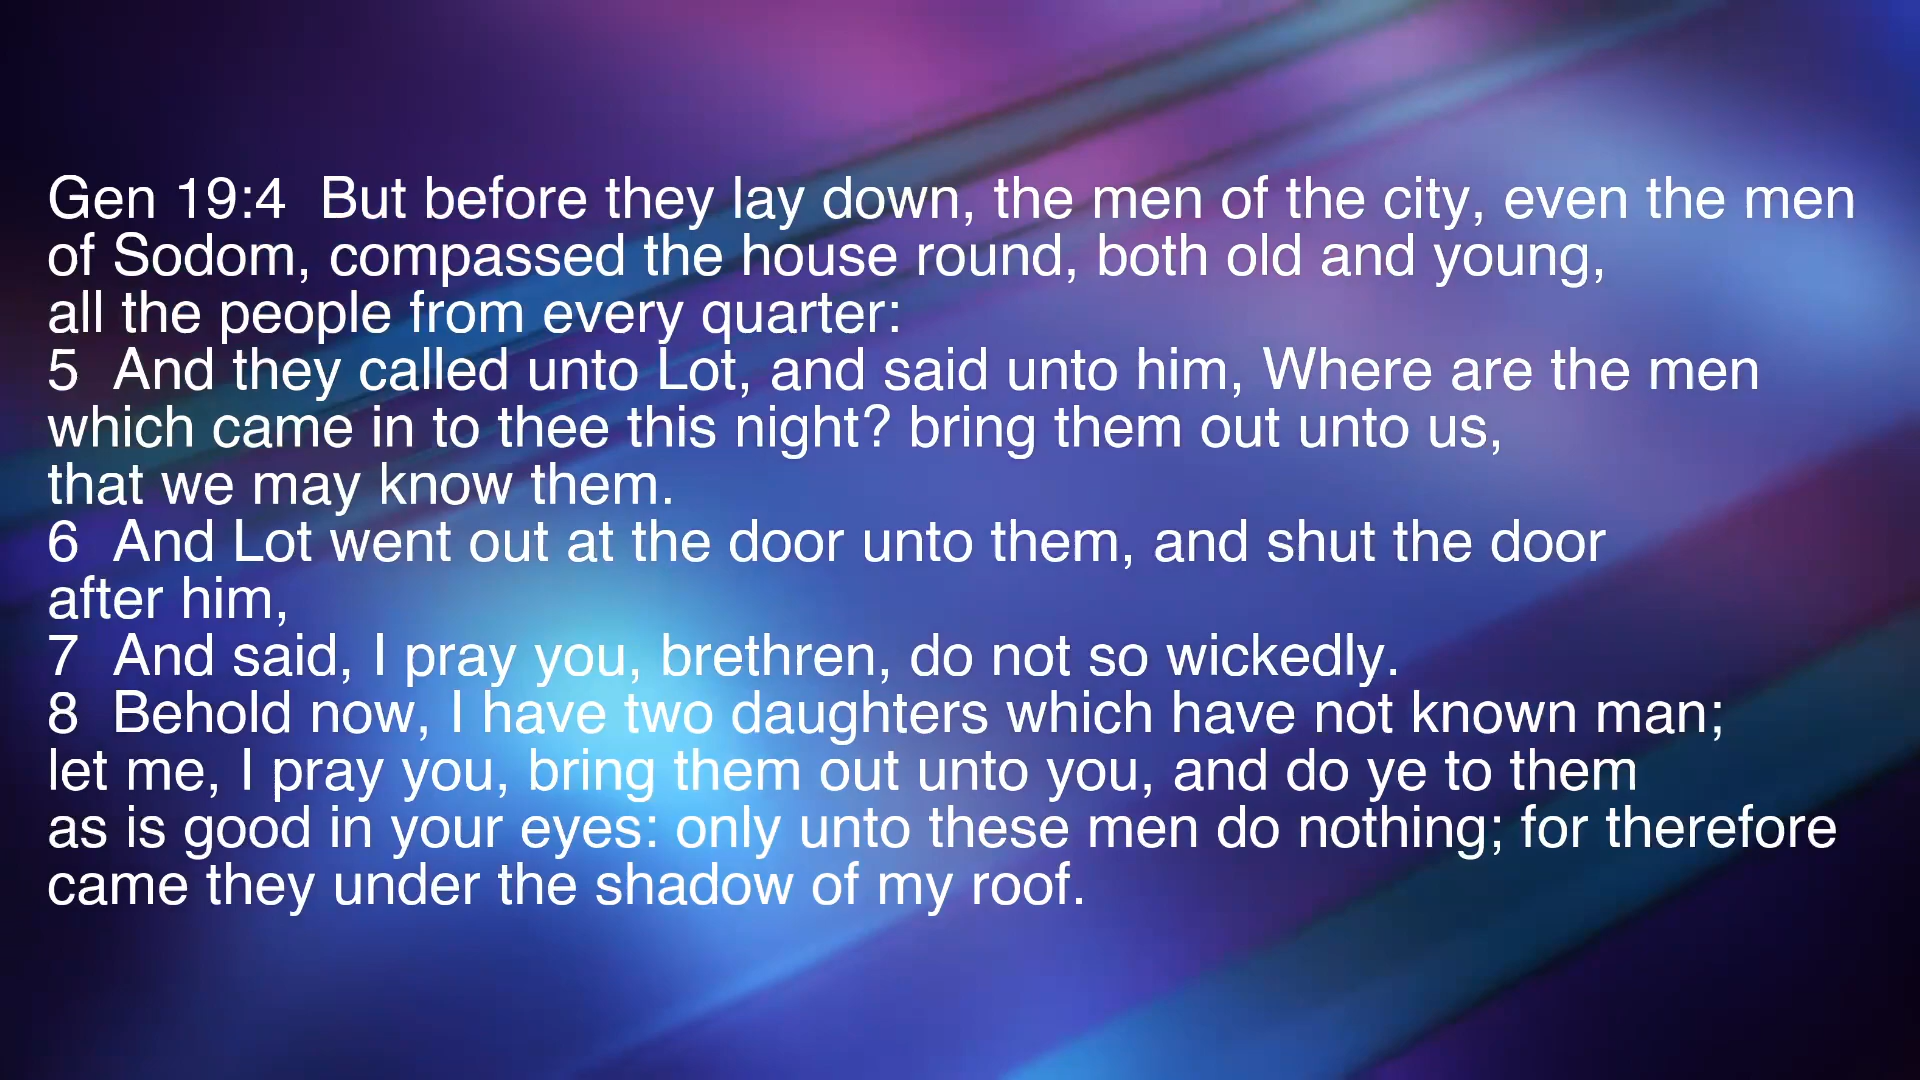 Gen 19:4  But before they lay down, the men of the city, even the men
of Sodom, compassed the house round, both old and young,
all the people from every quarter:
5  And they called unto Lot, and said unto him, Where are the men
which came in to thee this night? bring them out unto us,
that we may know them.
6  And Lot went out at the door unto them, and shut the door
after him,
7  And said, I pray you, brethren, do not so wickedly.
8  Behold now, I have two daughters which have not known man;
let me, I pray you, bring them out unto you, and do ye to them
as is good in your eyes: only unto these men do nothing; for therefore
came they under the shadow of my roof.